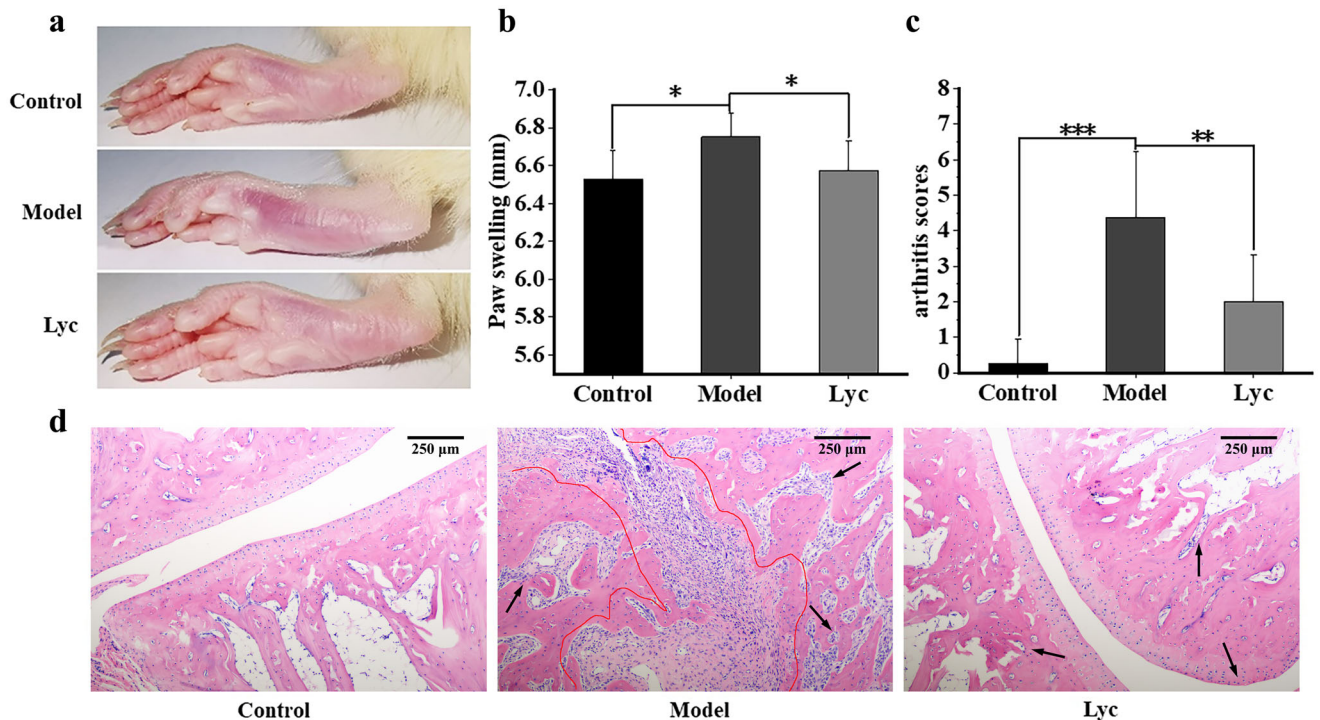 a
Control
Model
Lyc
b
Paw swelling (mm)
7.0
6.8
6.6
6.4
6.2
6.0
5.8
5.6
*
*
Control
Model
Lyc
c
arthritis scores
8
7
6
5
4
3
2
1
0
***
**
Control
Model
Lyc
d
250 µm
250 µm
250 µm
Control
Model
Lyc